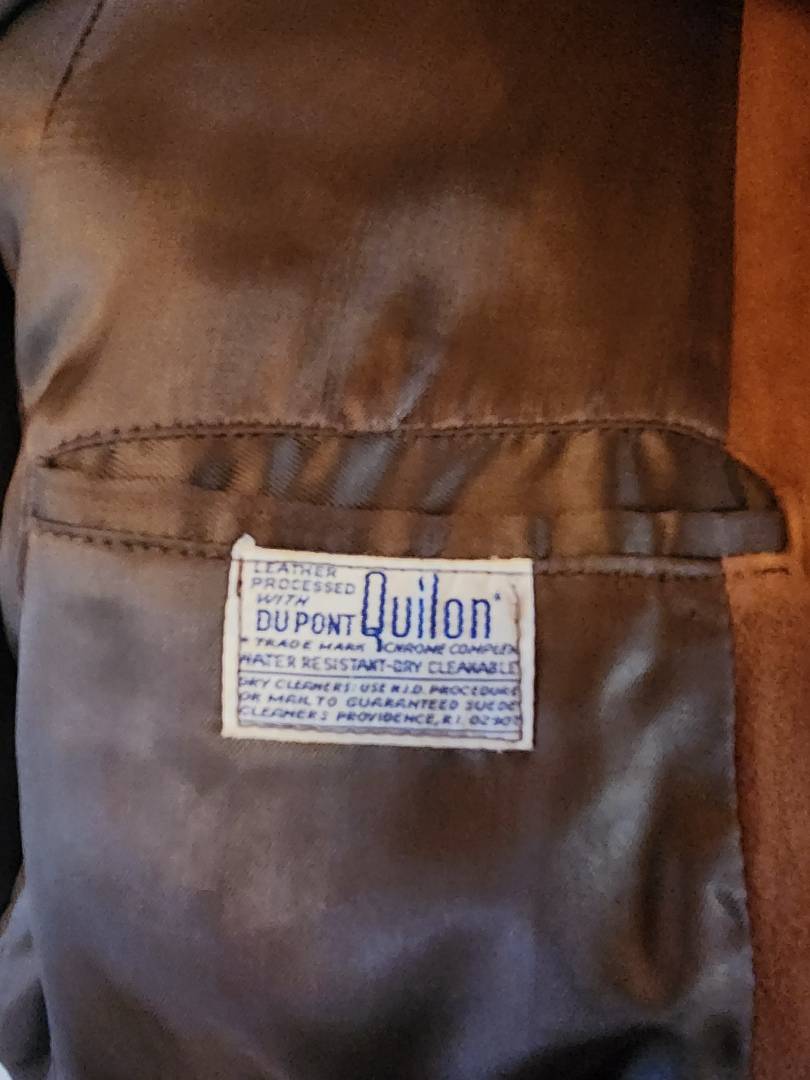 LEATHER
PROCESSED
WITH
DU PONT Quilon*
* TRADE MARK CHROME COMPLEX
WATER RESISTANT-DRY CLEANABLE
DRY CLEANERS: USE N.I.D. PROCEDURE
OR MAIL TO GUARANTEED SUEDE
CLEANERS PROVIDENCE, R.I.